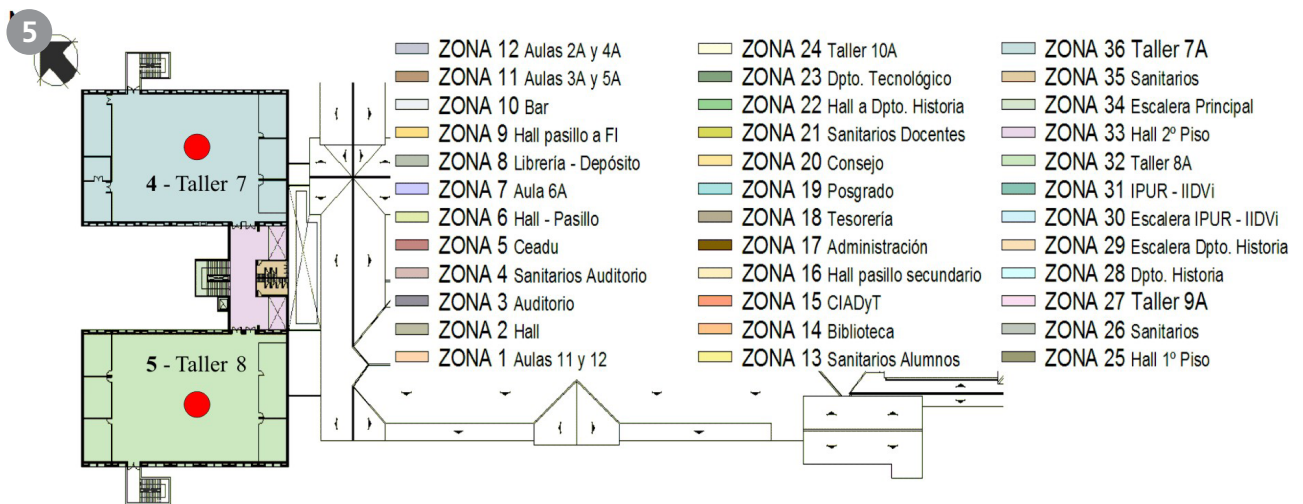 5
4 - Taller 7
5 - Taller 8
ZONA 12 Aulas 2A y 4A
ZONA 11 Aulas 3A y 5A
ZONA 10 Bar
ZONA 9 Hall pasillo a FI
ZONA 8 Librería - Depósito
ZONA 7 Aula 6A
ZONA 6 Hall - Pasillo
ZONA 5 Ceadu
ZONA 4 Sanitarios Auditorio
ZONA 3 Auditorio
ZONA 2 Hall
ZONA 1 Aulas 11 y 12
ZONA 24 Taller 10A
ZONA 23 Dpto. Tecnológico
ZONA 22 Hall a Dpto. Historia
ZONA 21 Sanitarios Docentes
ZONA 20 Consejo
ZONA 19 Posgrado
ZONA 18 Tesorería
ZONA 17 Administración
ZONA 16 Hall pasillo secundario
ZONA 15 CIADyT
ZONA 14 Biblioteca
ZONA 13 Sanitarios Alumnos
ZONA 36 Taller 7A
ZONA 35 Sanitarios
ZONA 34 Escalera Principal
ZONA 33 Hall 2º Piso
ZONA 32 Taller 8A
ZONA 31 IPUR - IIDVi
ZONA 30 Escalera IPUR - IIDVi
ZONA 29 Escalera Dpto. Historia
ZONA 28 Dpto. Historia
ZONA 27 Taller 9A
ZONA 26 Sanitarios
ZONA 25 Hall 1º Piso